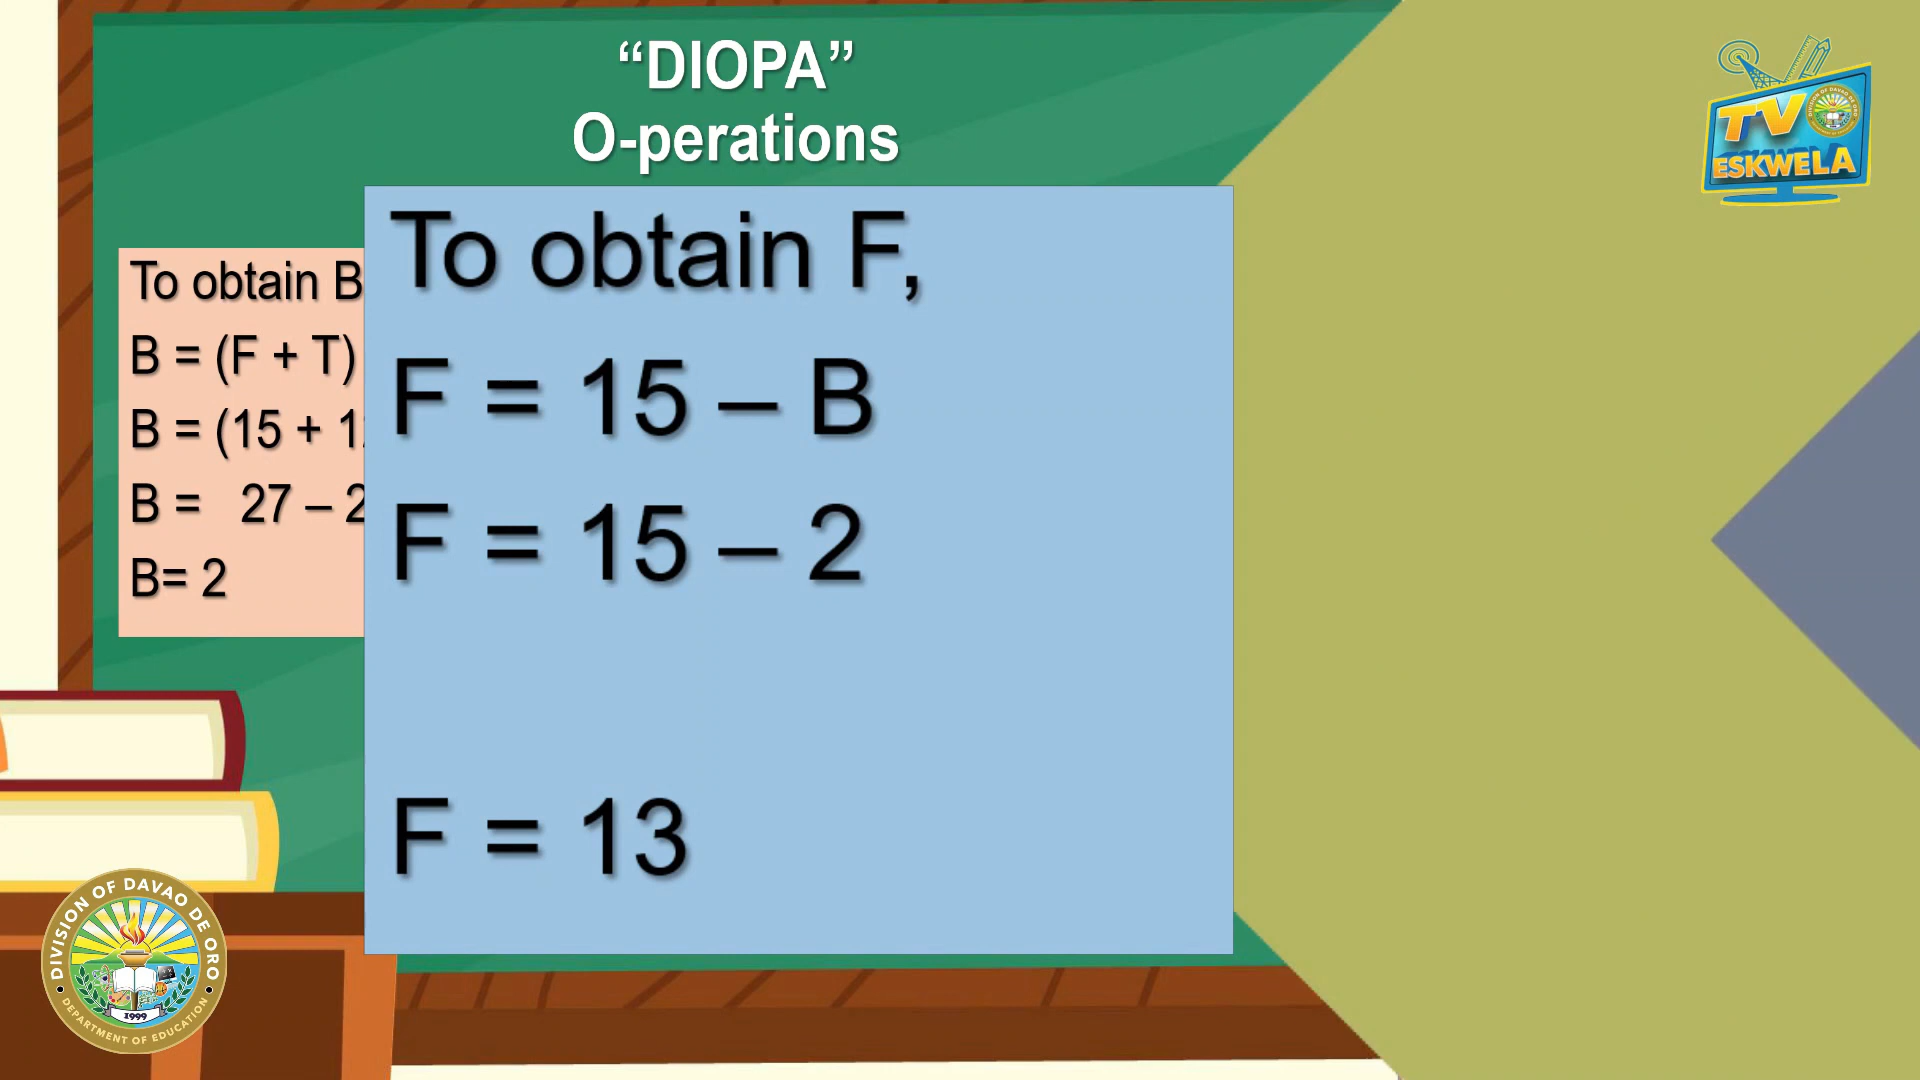 “DIOPA”
O-perations
TV
ESKWELA
To obtain B
B = (F + T)
B = (15 + 1
B = 27 – 2
B= 2
To obtain F,
F = 15 – B
F = 15 – 2
F = 13
DIVISION OF DAVAO DE ORO
1999
DEPARTMENT OF EDUCATION